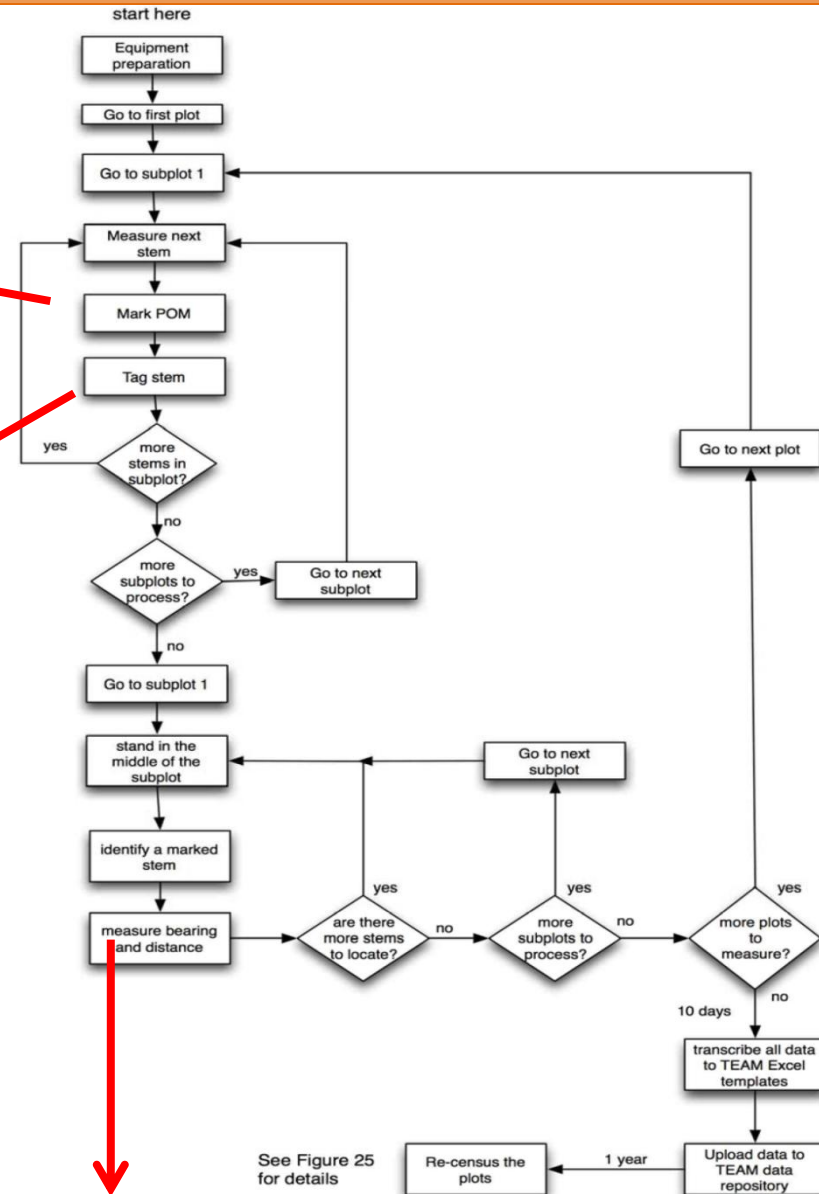 start here
Equipment
preparation
Go to first plot
Go to subplot 1
Measure next
stem
Mark POM
Tag stem
yes
more
stems in
subplot?
no
more
subplots to
process?
yes
Go to next
subplot
no
Go to subplot 1
stand in the
middle of the
subplot
identify a marked
stem
measure bearing
and distance
are there
more stems
to locate?
yes
no
Go to next
subplot
yes
more
subplots to
process?
no
Go to next plot
yes
more plots
to
measure?
no
10 days
transcribe all data
to TEAM Excel
templates
Upload data to
TEAM data
repository
1 year
Re-census the
plots
See Figure 25
for details